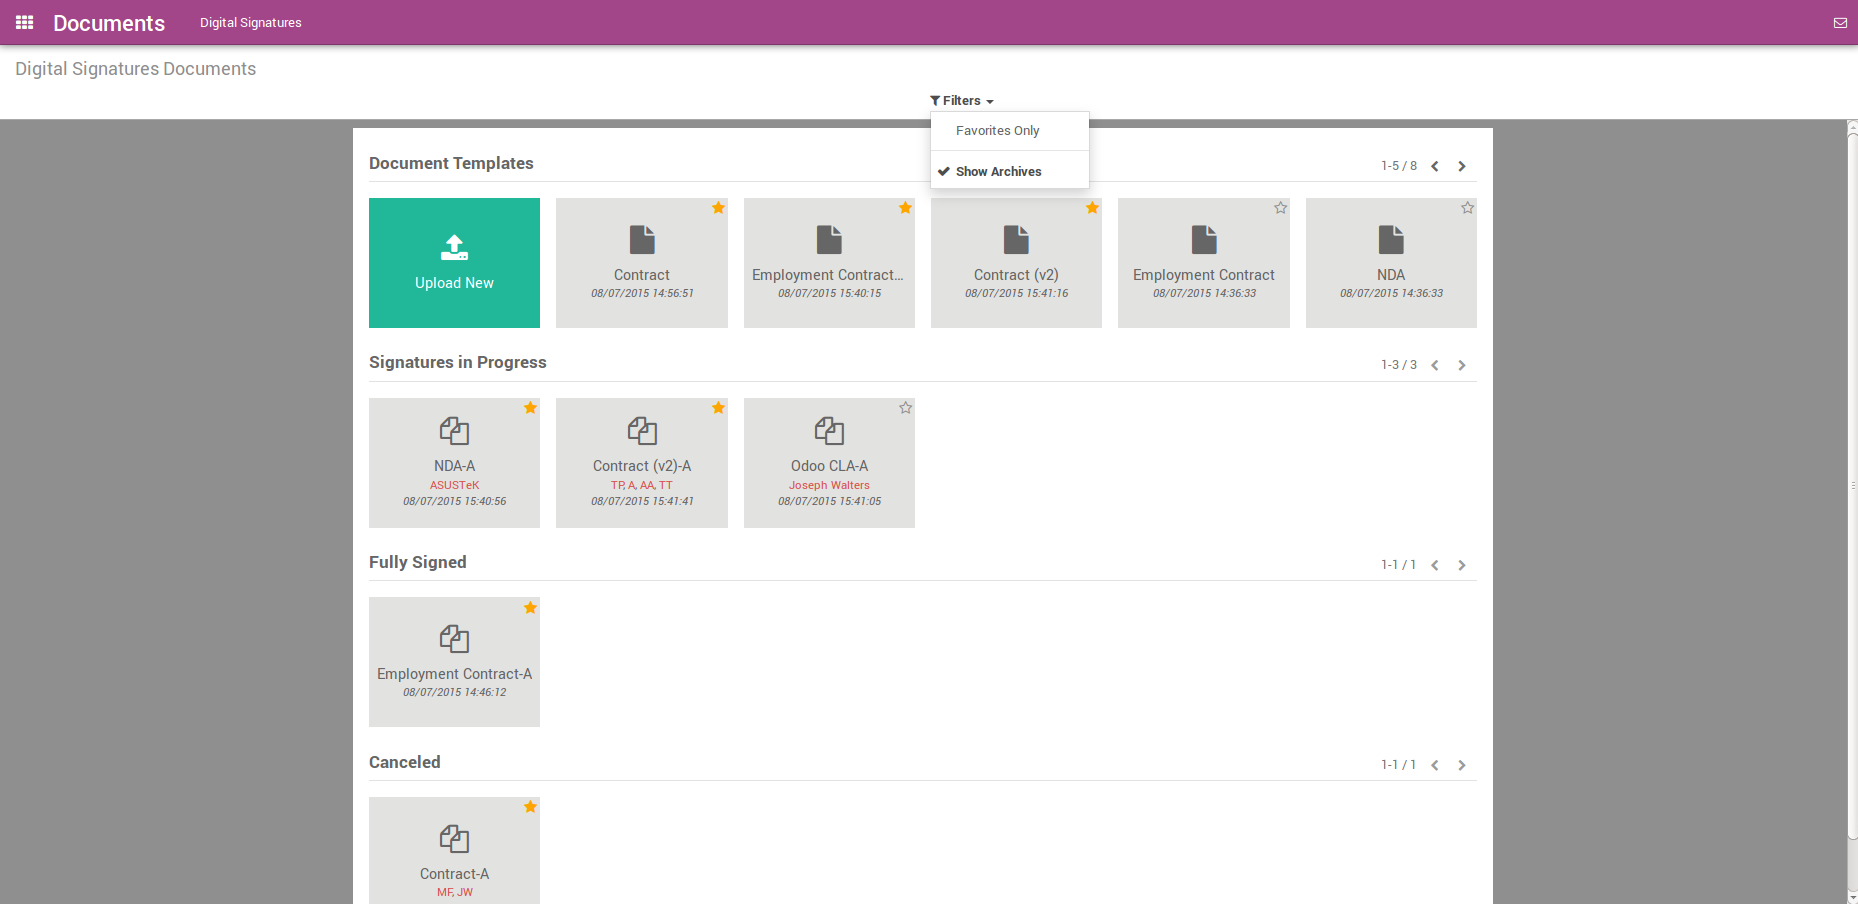 Documents
Digital Signatures
Digital Signatures Documents
Filters
Favorites Only
Show Archives
Document Templates
1-5 / 8
Upload New
Contract
08/07/2015 14:56:51
Employment Contract...
08/07/2015 15:40:15
Contract (v2)
08/07/2015 15:41:16
Employment Contract
08/07/2015 14:36:33
NDA
08/07/2015 14:36:33
Signatures in Progress
1-3 / 3
NDA-A
ASUSTeK
08/07/2015 15:40:56
Contract (v2)-A
TP, A, AA, TT
08/07/2015 15:41:41
Odoo CLA-A
Joseph Walters
08/07/2015 15:41:05
Fully Signed
1-1 / 1
Employment Contract-A
08/07/2015 14:46:12
Canceled
1-1 / 1
Contract-A
MF, JW